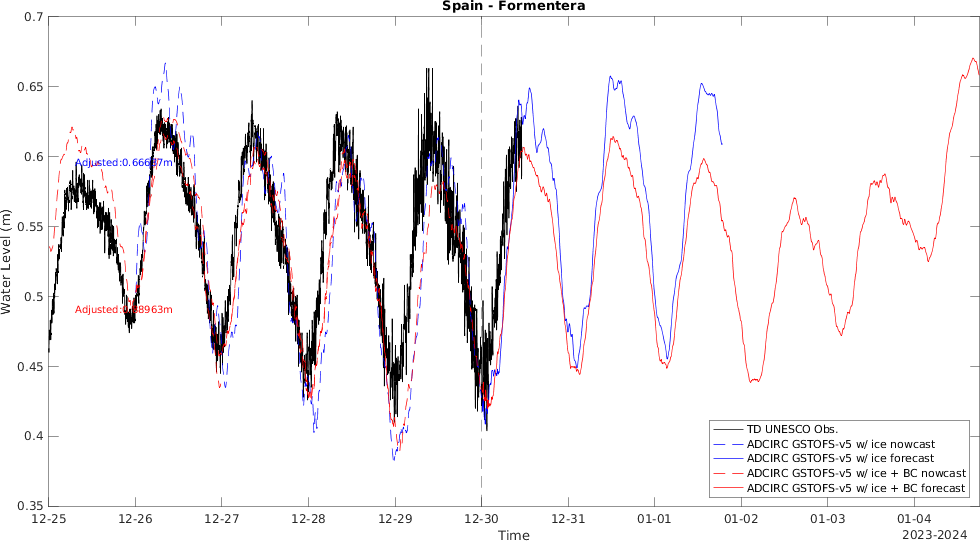 Spain - Formentera
0.7
0.65
0.6
0.55
0.5
0.45
0.4
0.35
Water Level (m)
Adjusted:0.66667m
12-25
12-26
12-27
12-28
12-29
12-30
12-31
01-01
01-02
01-03
01-04
Time
2023-2024
TD UNESCO Obs.
ADCIRC GSTOFS-v5 w/ ice nowcast
ADCIRC GSTOFS-v5 w/ ice forecast
ADCIRC GSTOFS-v5 w/ ice + BC nowcast
ADCIRC GSTOFS-v5 w/ ice + BC forecast